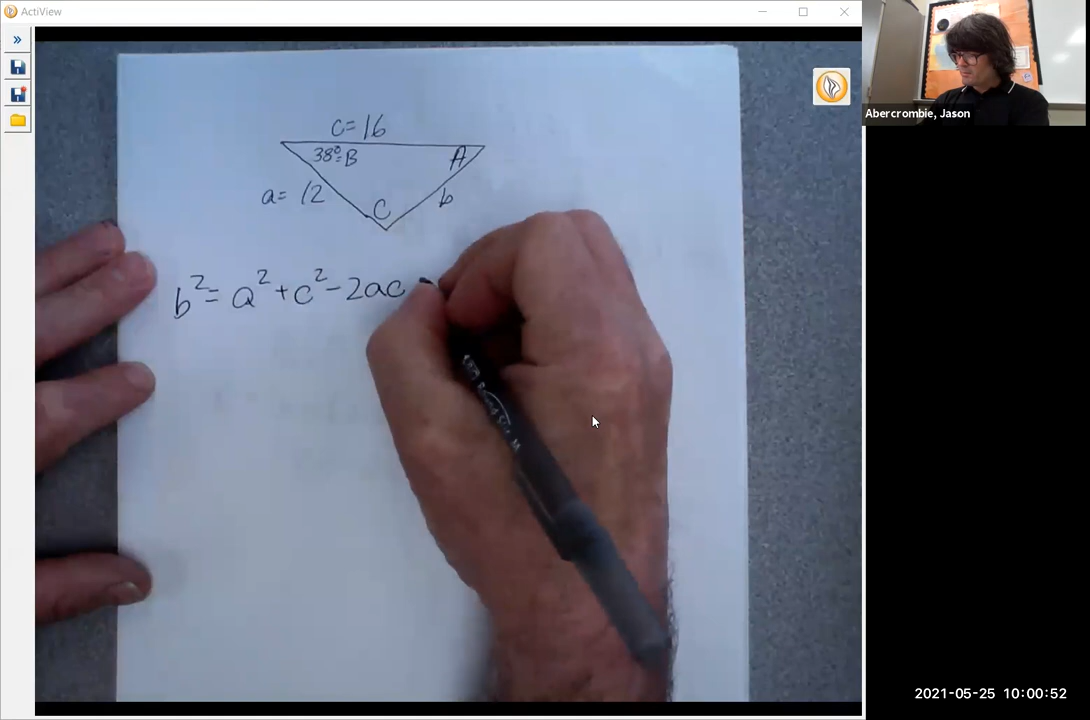 ActiView
c=16
38°=B
A
a= 12
C
b
b²= a²+c²-2ac
Abercrombie, Jason
2021-05-25 10:00:52